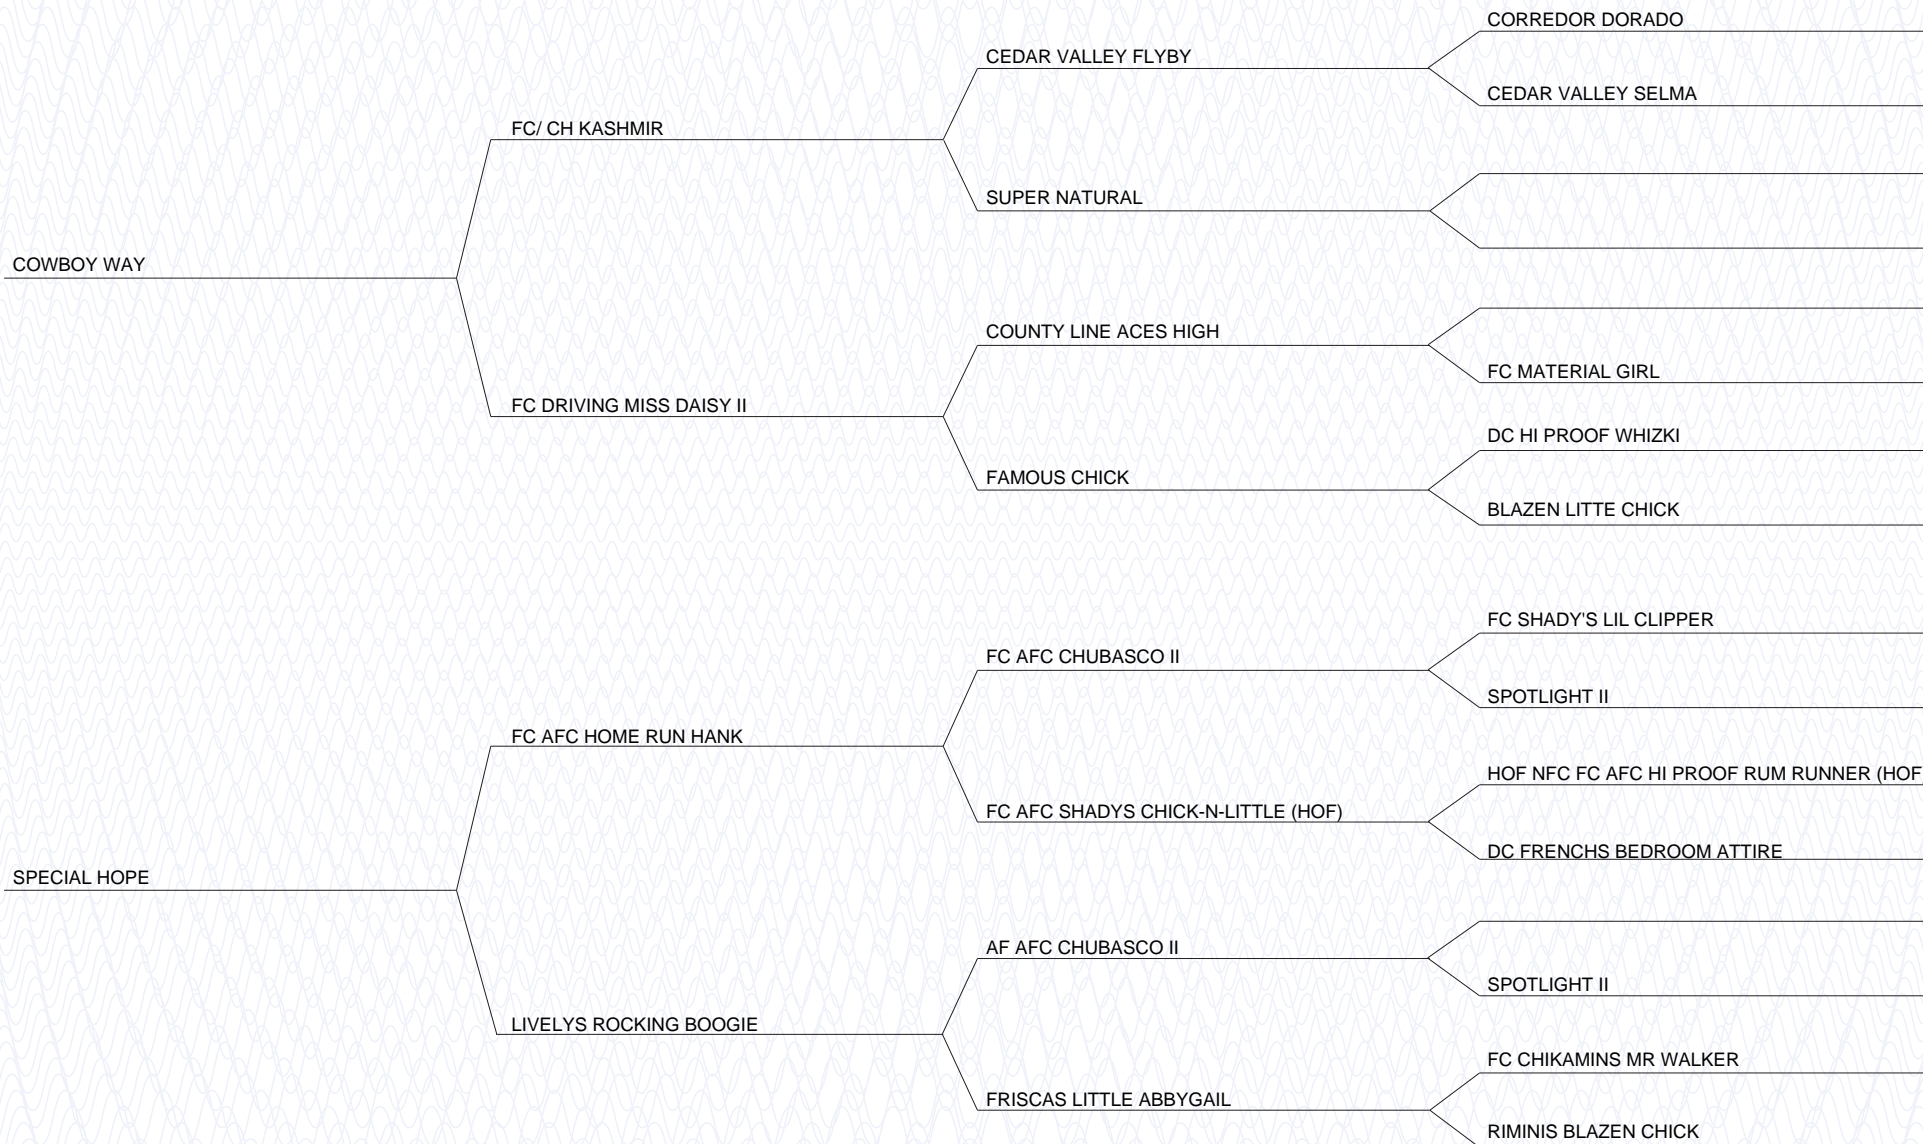 CORREDOR DORADO
CEDAR VALLEY FLYBY
CEDAR VALLEY SELMA
FC/ CH KASHMIR
SUPER NATURAL
COWBOY WAY
COUNTY LINE ACES HIGH
FC MATERIAL GIRL
FC DRIVING MISS DAISY II
DC HI PROOF WHIZKI
FAMOUS CHICK
BLAZEN LITTE CHICK
FC SHADY'S LIL CLIPPER
FC AFC CHUBASCO II
SPOTLIGHT II
FC AFC HOME RUN HANK
HOF NFC FC AFC HI PROOF RUM RUNNER (HOF
FC AFC SHADYS CHICK-N-LITTLE (HOF)
DC FRENCHS BEDROOM ATTIRE
SPECIAL HOPE
AF AFC CHUBASCO II
SPOTLIGHT II
LIVELYS ROCKING BOOGIE
FC CHIKAMINS MR WALKER
FRISCAS LITTLE ABBYGAIL
RIMINIS BLAZEN CHICK